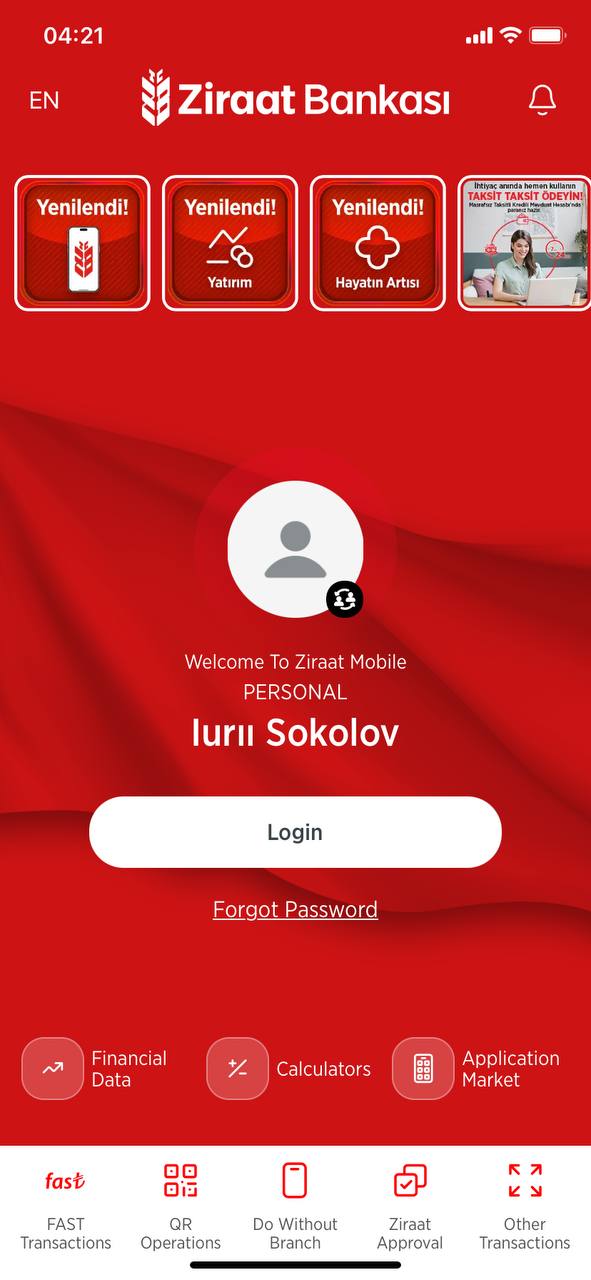 04:21
EN
Ziraat Bankası
Yenilendi!
Yenilendi!
Yatırım
Yenilendi!
Hayatın Artısı
İhtiyaç anında hemen kullanın
TAKSİT TAKSİT ÖDEYİN!
Masrafsız Taksitli Kredili Mevduat Hesabı'nda
paranız hazır.
Welcome To Ziraat Mobile
PERSONAL
Iurıı Sokolov
Login
Forgot Password
Financial
Data
Calculators
Application
Market
fast
FAST
Transactions
QR
Operations
Do Without
Branch
Ziraat
Approval
Other
Transactions